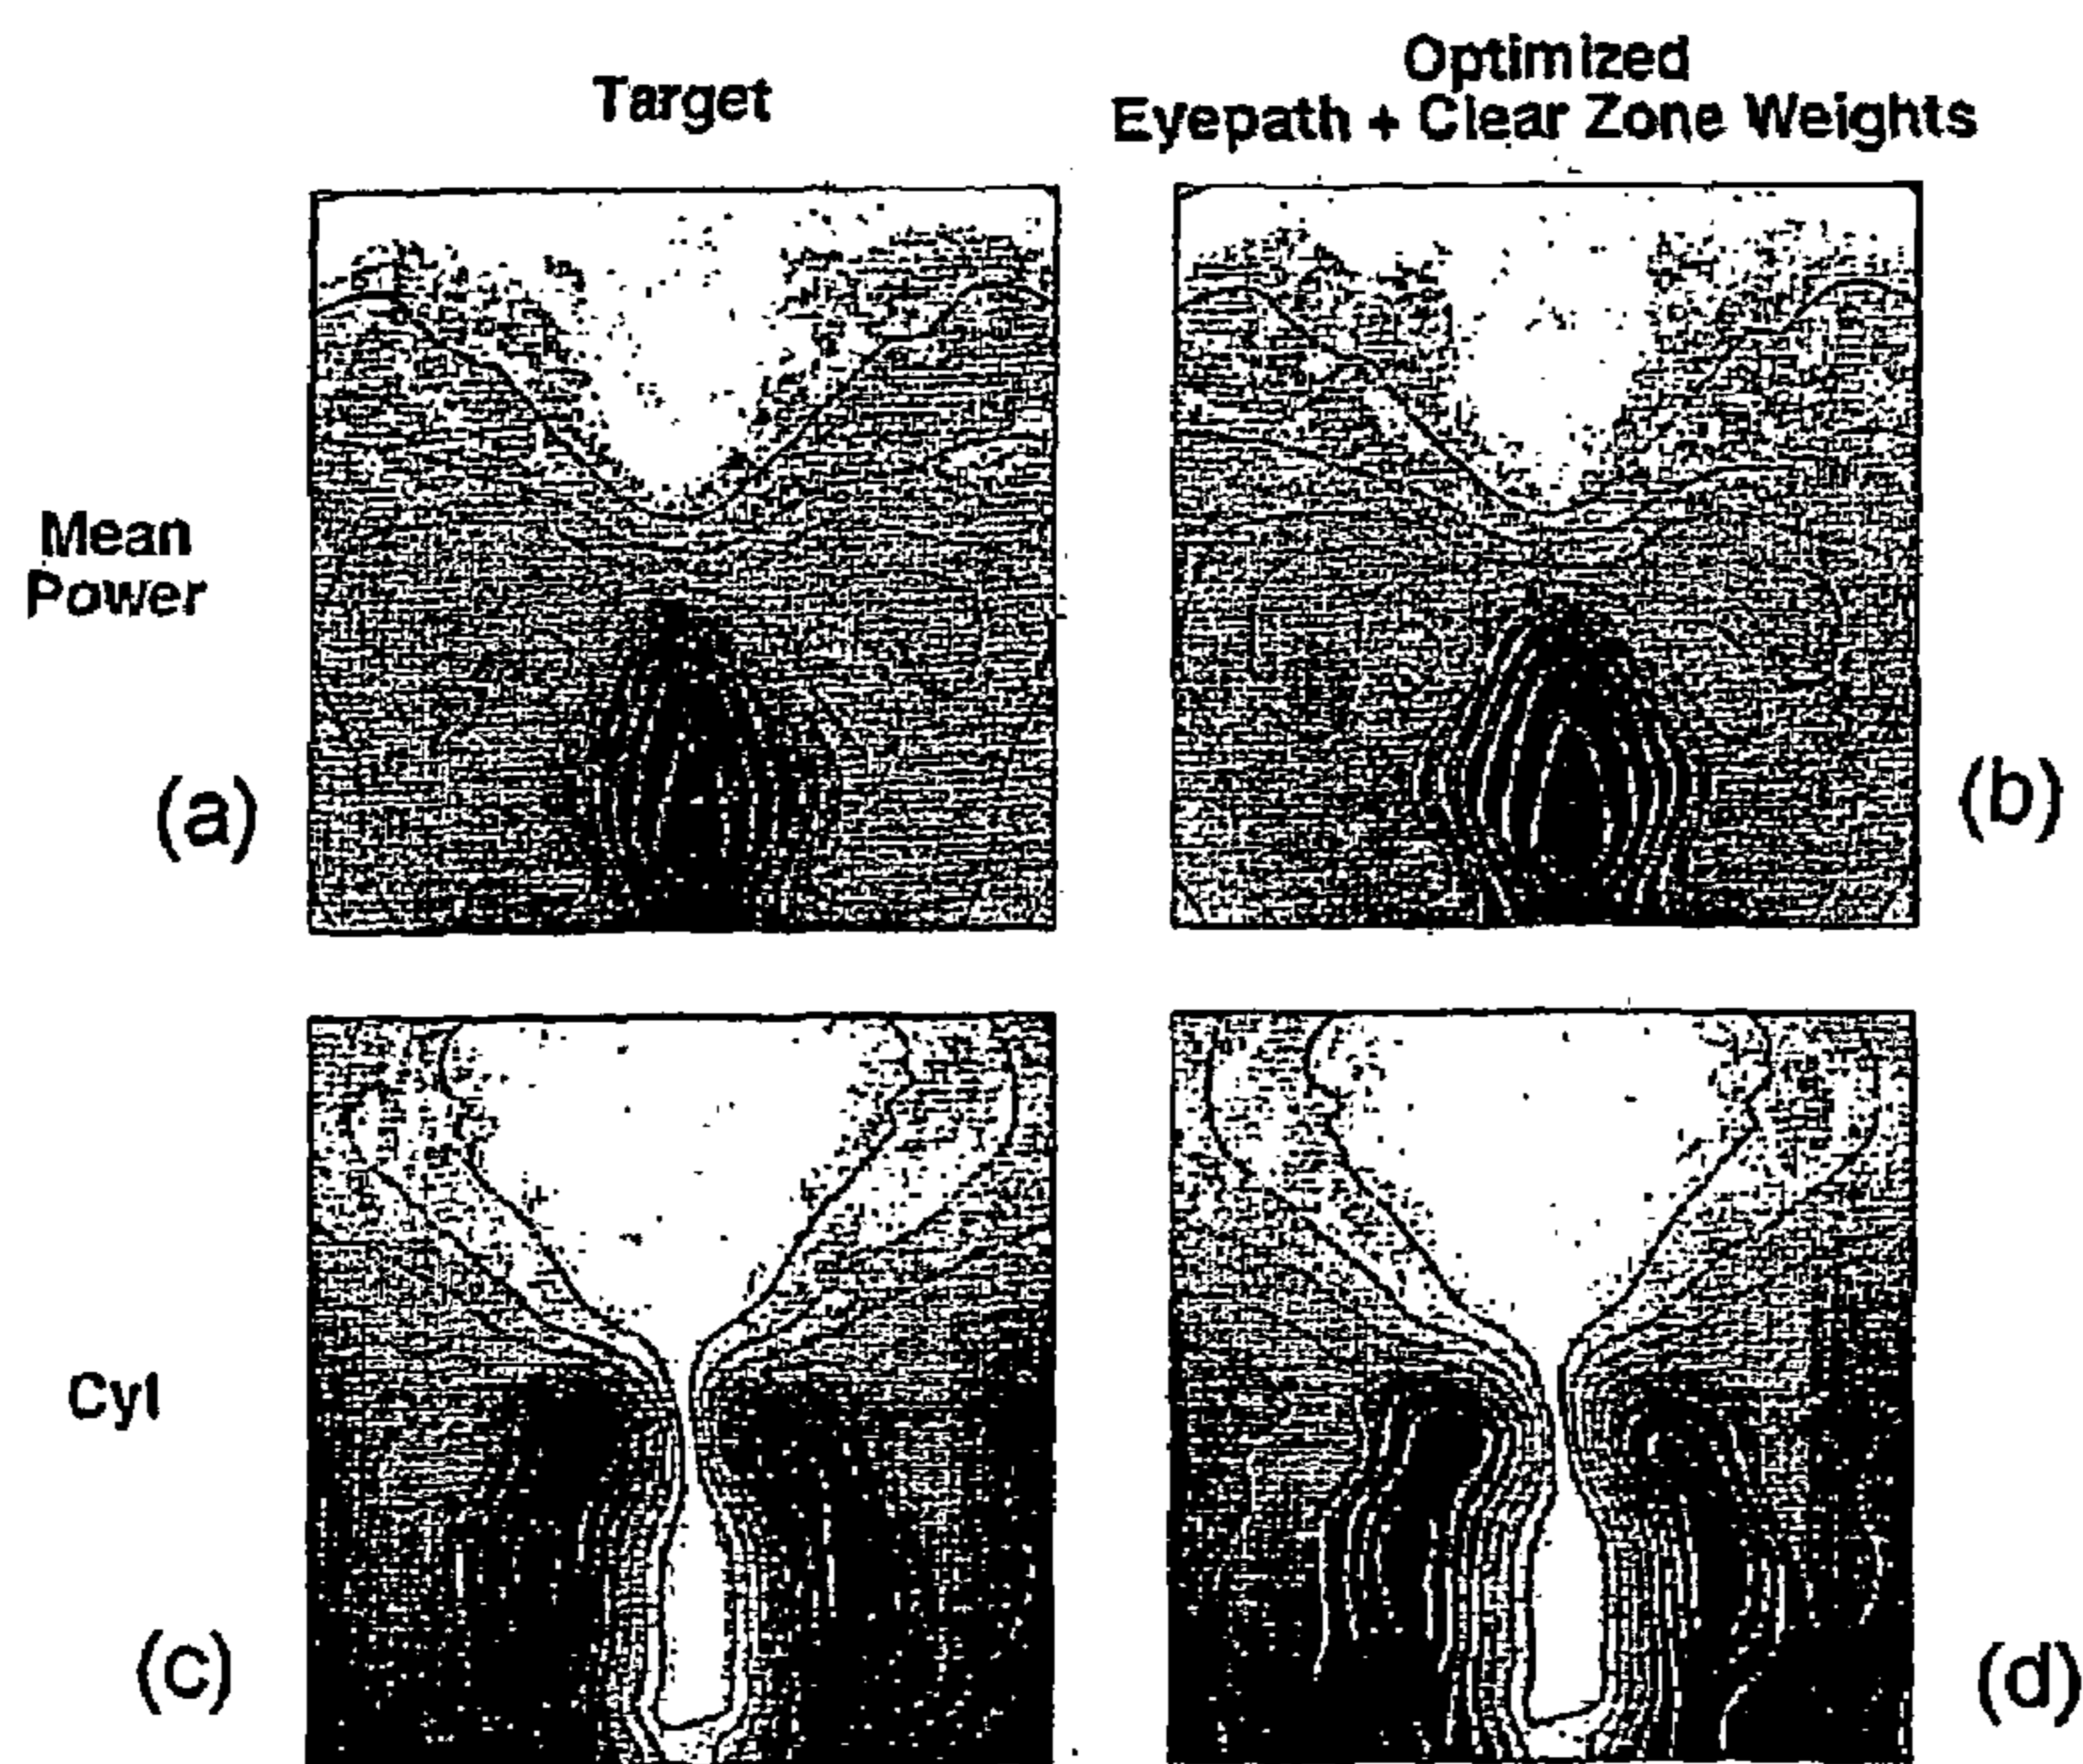 Target
Optimized
Eyepath + Clear Zone Weights
Mean
Power
(a)
(b)
Cyl
(c)
(d)